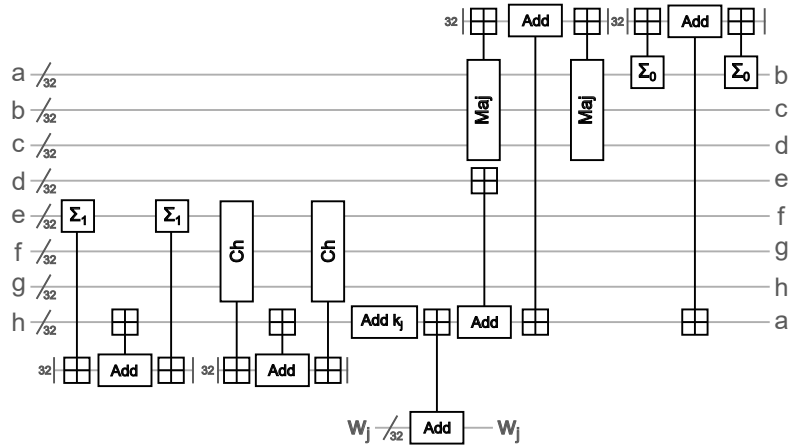 32 Add 32 Add
a 32 Σ₀ Σ₀ b
b 32 Maj Maj c
c 32 d
d 32 e
e 32 Σ₁ Σ₁ f
f 32 Ch Ch g
g 32 h
h 32 Add kⱼ Add a
32 Add 32 Add
Wⱼ 32 Add Wⱼ